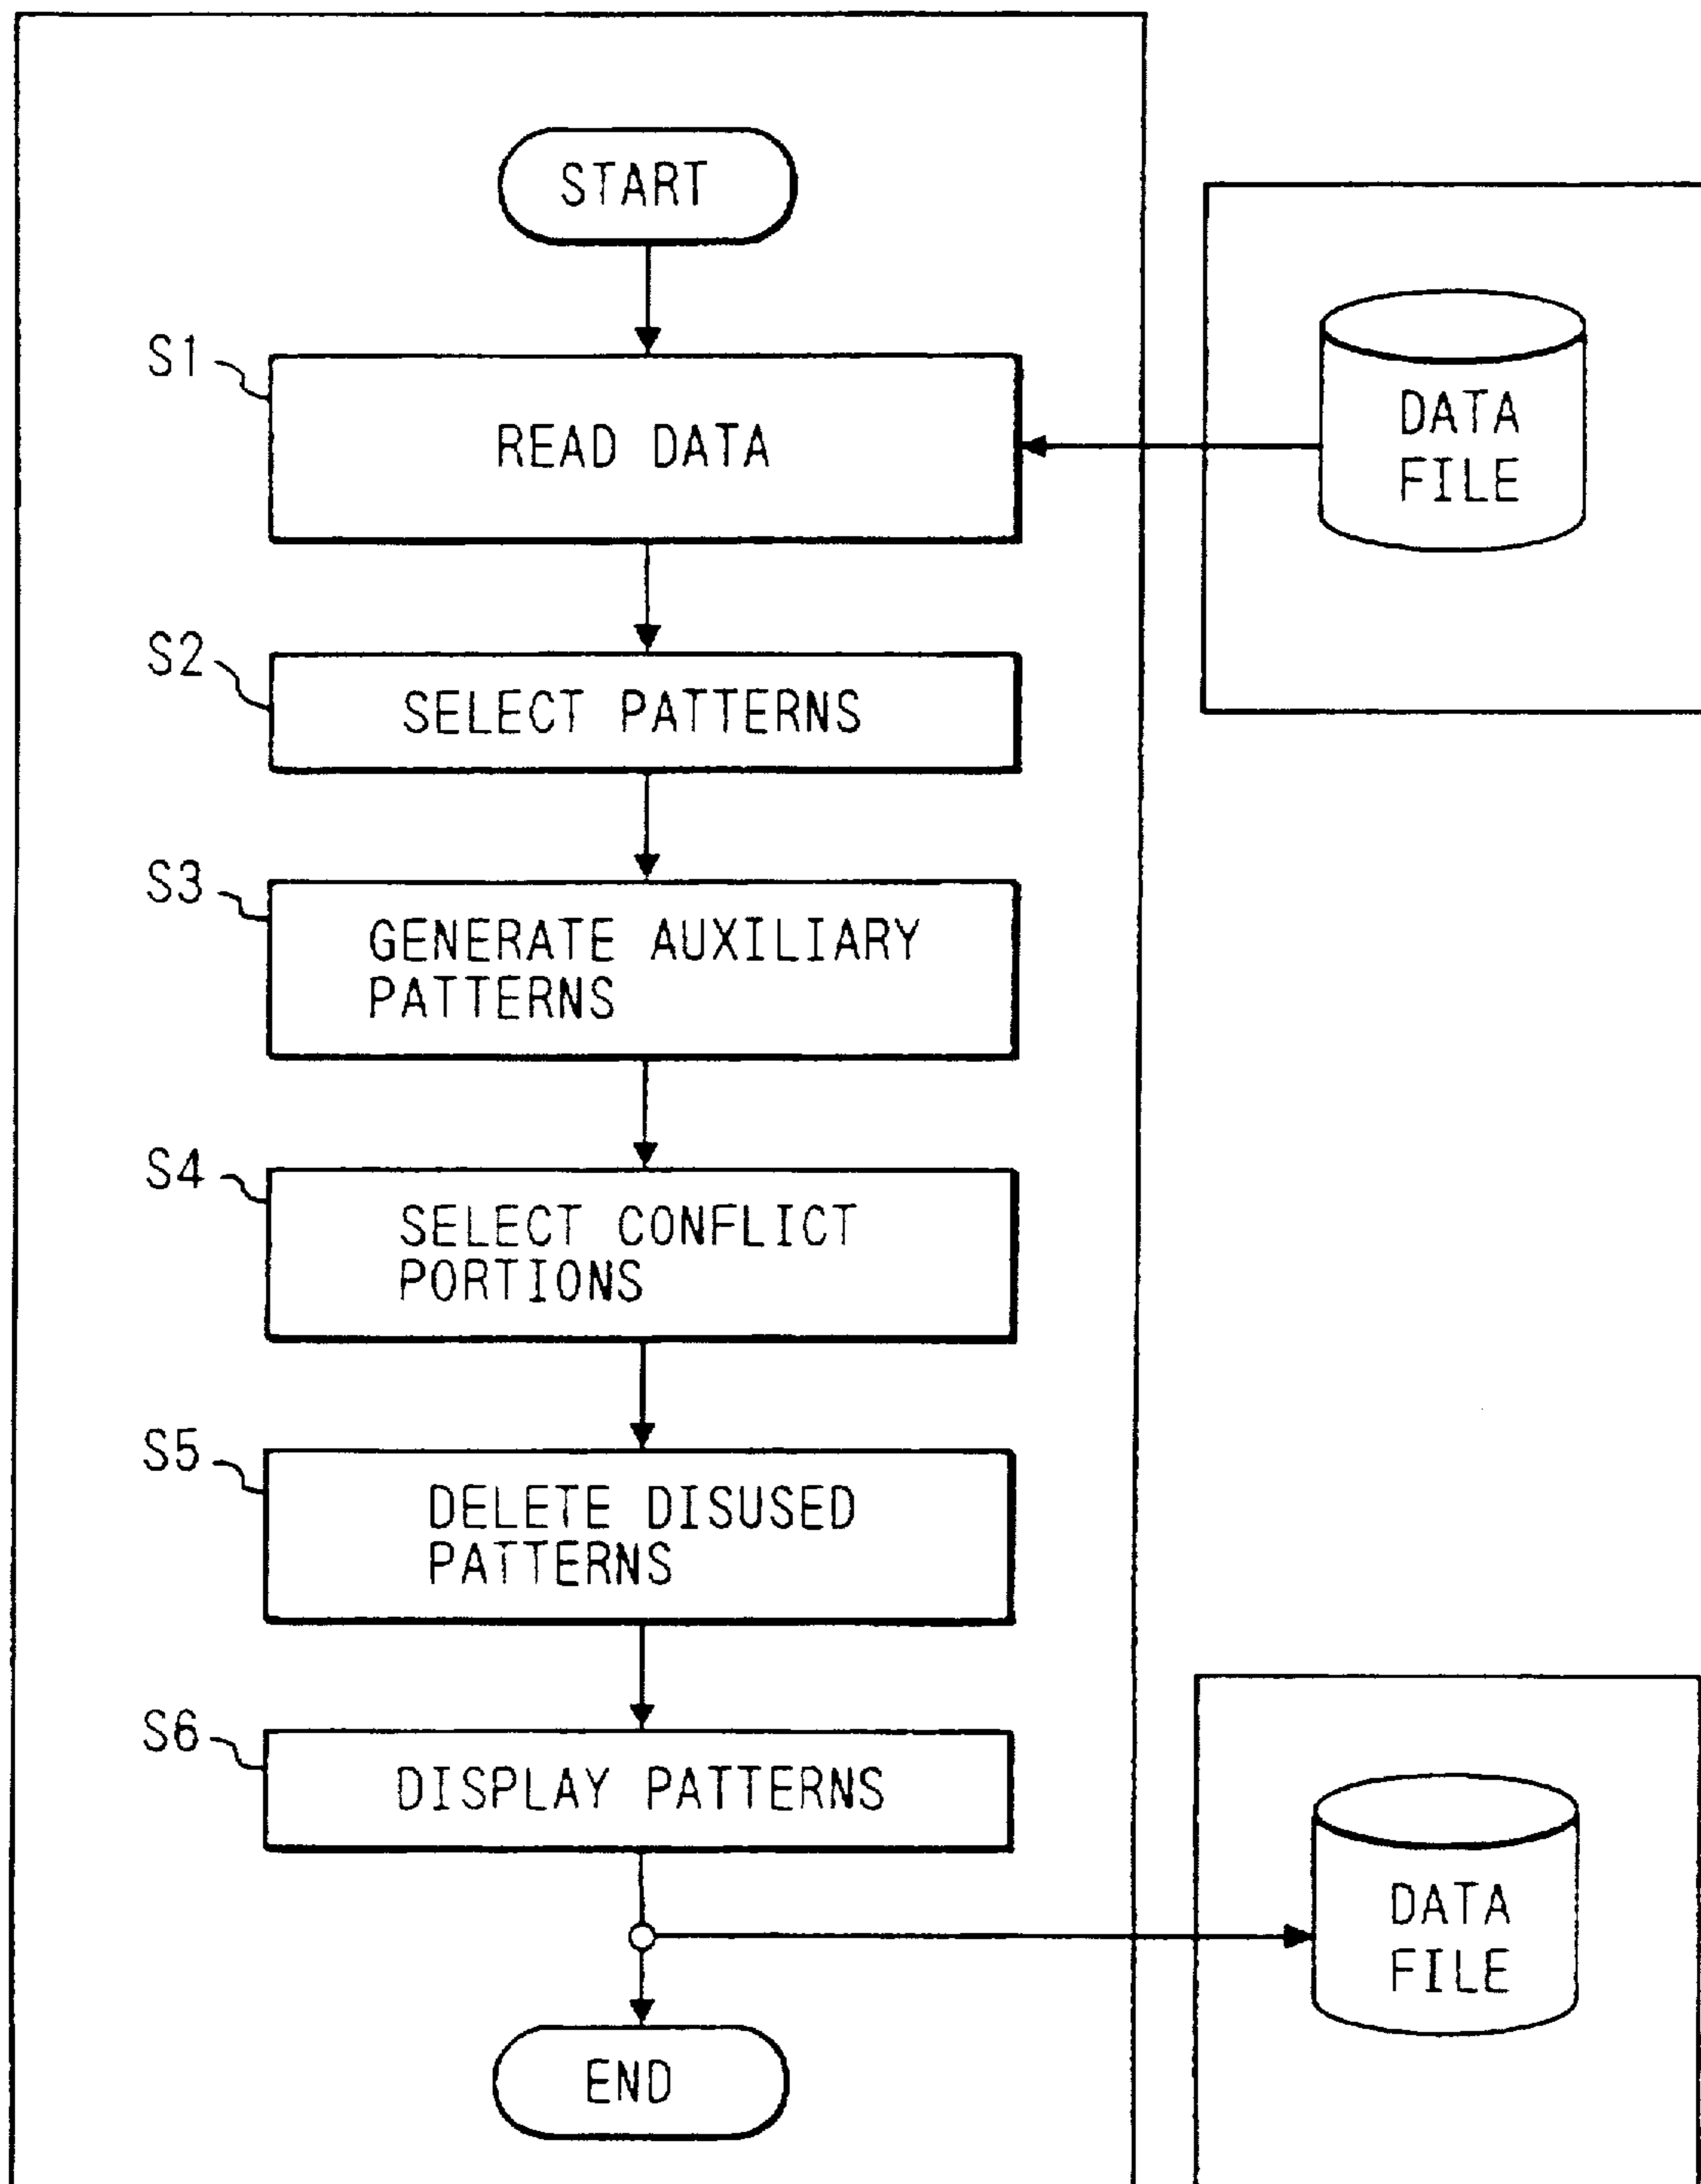 START
S1
READ DATA
DATA
FILE
S2
SELECT PATTERNS
S3
GENERATE AUXILIARY
PATTERNS
S4
SELECT CONFLICT
PORTIONS
S5
DELETE DISUSED
PATTERNS
S6
DISPLAY PATTERNS
DATA
FILE
END